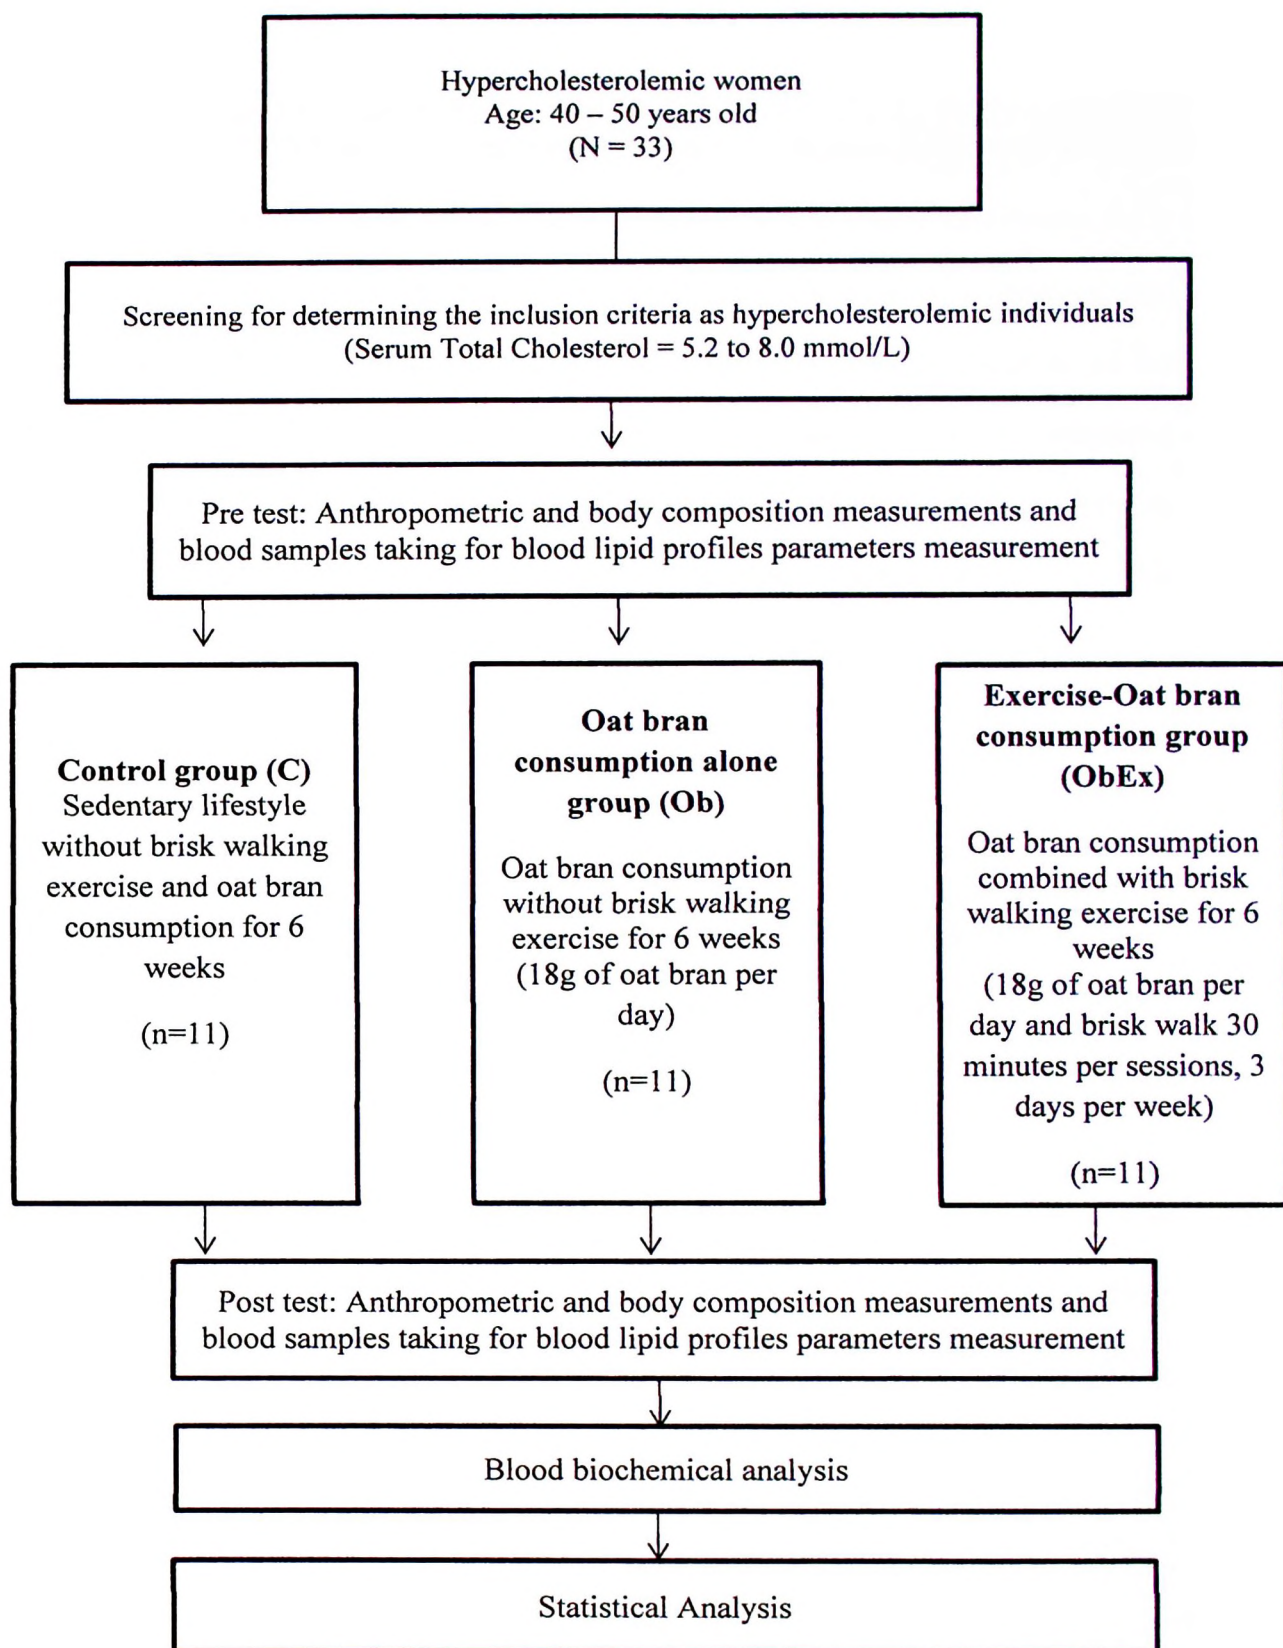 Hypercholesterolemic women
Age: 40 – 50 years old
(N = 33)
Screening for determining the inclusion criteria as hypercholesterolemic individuals
(Serum Total Cholesterol = 5.2 to 8.0 mmol/L)
Pre test: Anthropometric and body composition measurements and
blood samples taking for blood lipid profiles parameters measurement
Control group (C)
Sedentary lifestyle
without brisk walking
exercise and oat bran
consumption for 6
weeks
(n=11)
Oat bran
consumption alone
group (Ob)
Oat bran consumption
without brisk walking
exercise for 6 weeks
(18g of oat bran per
day)
(n=11)
Exercise-Oat bran
consumption group
(ObEx)
Oat bran consumption
combined with brisk
walking exercise for 6
weeks
(18g of oat bran per
day and brisk walk 30
minutes per sessions, 3
days per week)
(n=11)
Post test: Anthropometric and body composition measurements and
blood samples taking for blood lipid profiles parameters measurement
Blood biochemical analysis
Statistical Analysis